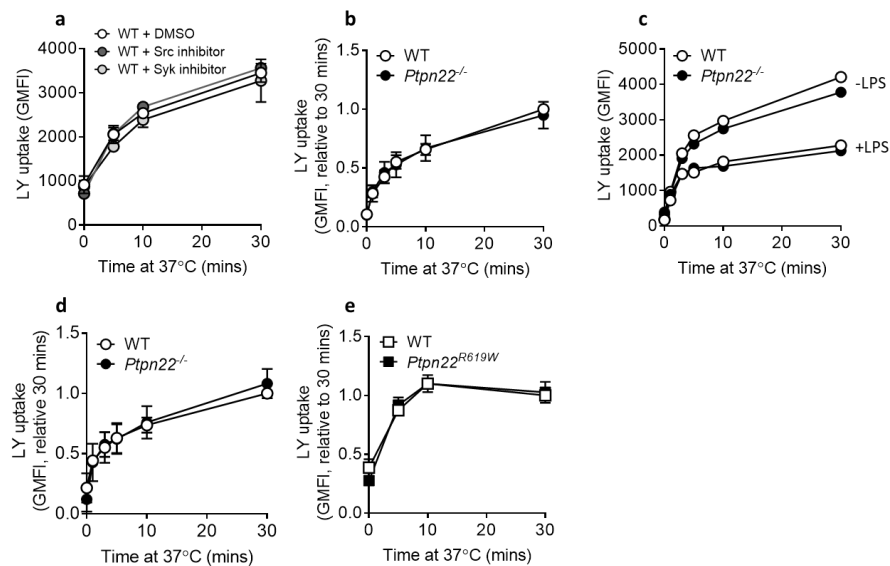 a
WT + DMSO
WT + Src inhibitor
WT + Syk inhibitor
4000
3000
2000
1000
0
LY uptake (GMFI)
0 10 20 30
Time at 37°C (mins)
b
WT
Ptpn22-/-
1.5
1.0
0.5
0.0
LY uptake
(GMFI, relative to 30 mins)
0 10 20 30
Time at 37°C (mins)
c
WT
Ptpn22-/-
5000
4000
3000
2000
1000
0
LY uptake (GMFI)
-LPS
+LPS
0 10 20 30
Time at 37°C (mins)
d
WT
Ptpn22-/-
1.5
1.0
0.5
0.0
LY uptake
(GMFI, relative 30 mins)
0 10 20 30
Time at 37°C (mins)
e
WT
Ptpn22R619W
1.5
1.0
0.5
0.0
LY uptake
(GMFI, relative to 30 mins)
0 10 20 30
Time at 37°C (mins)